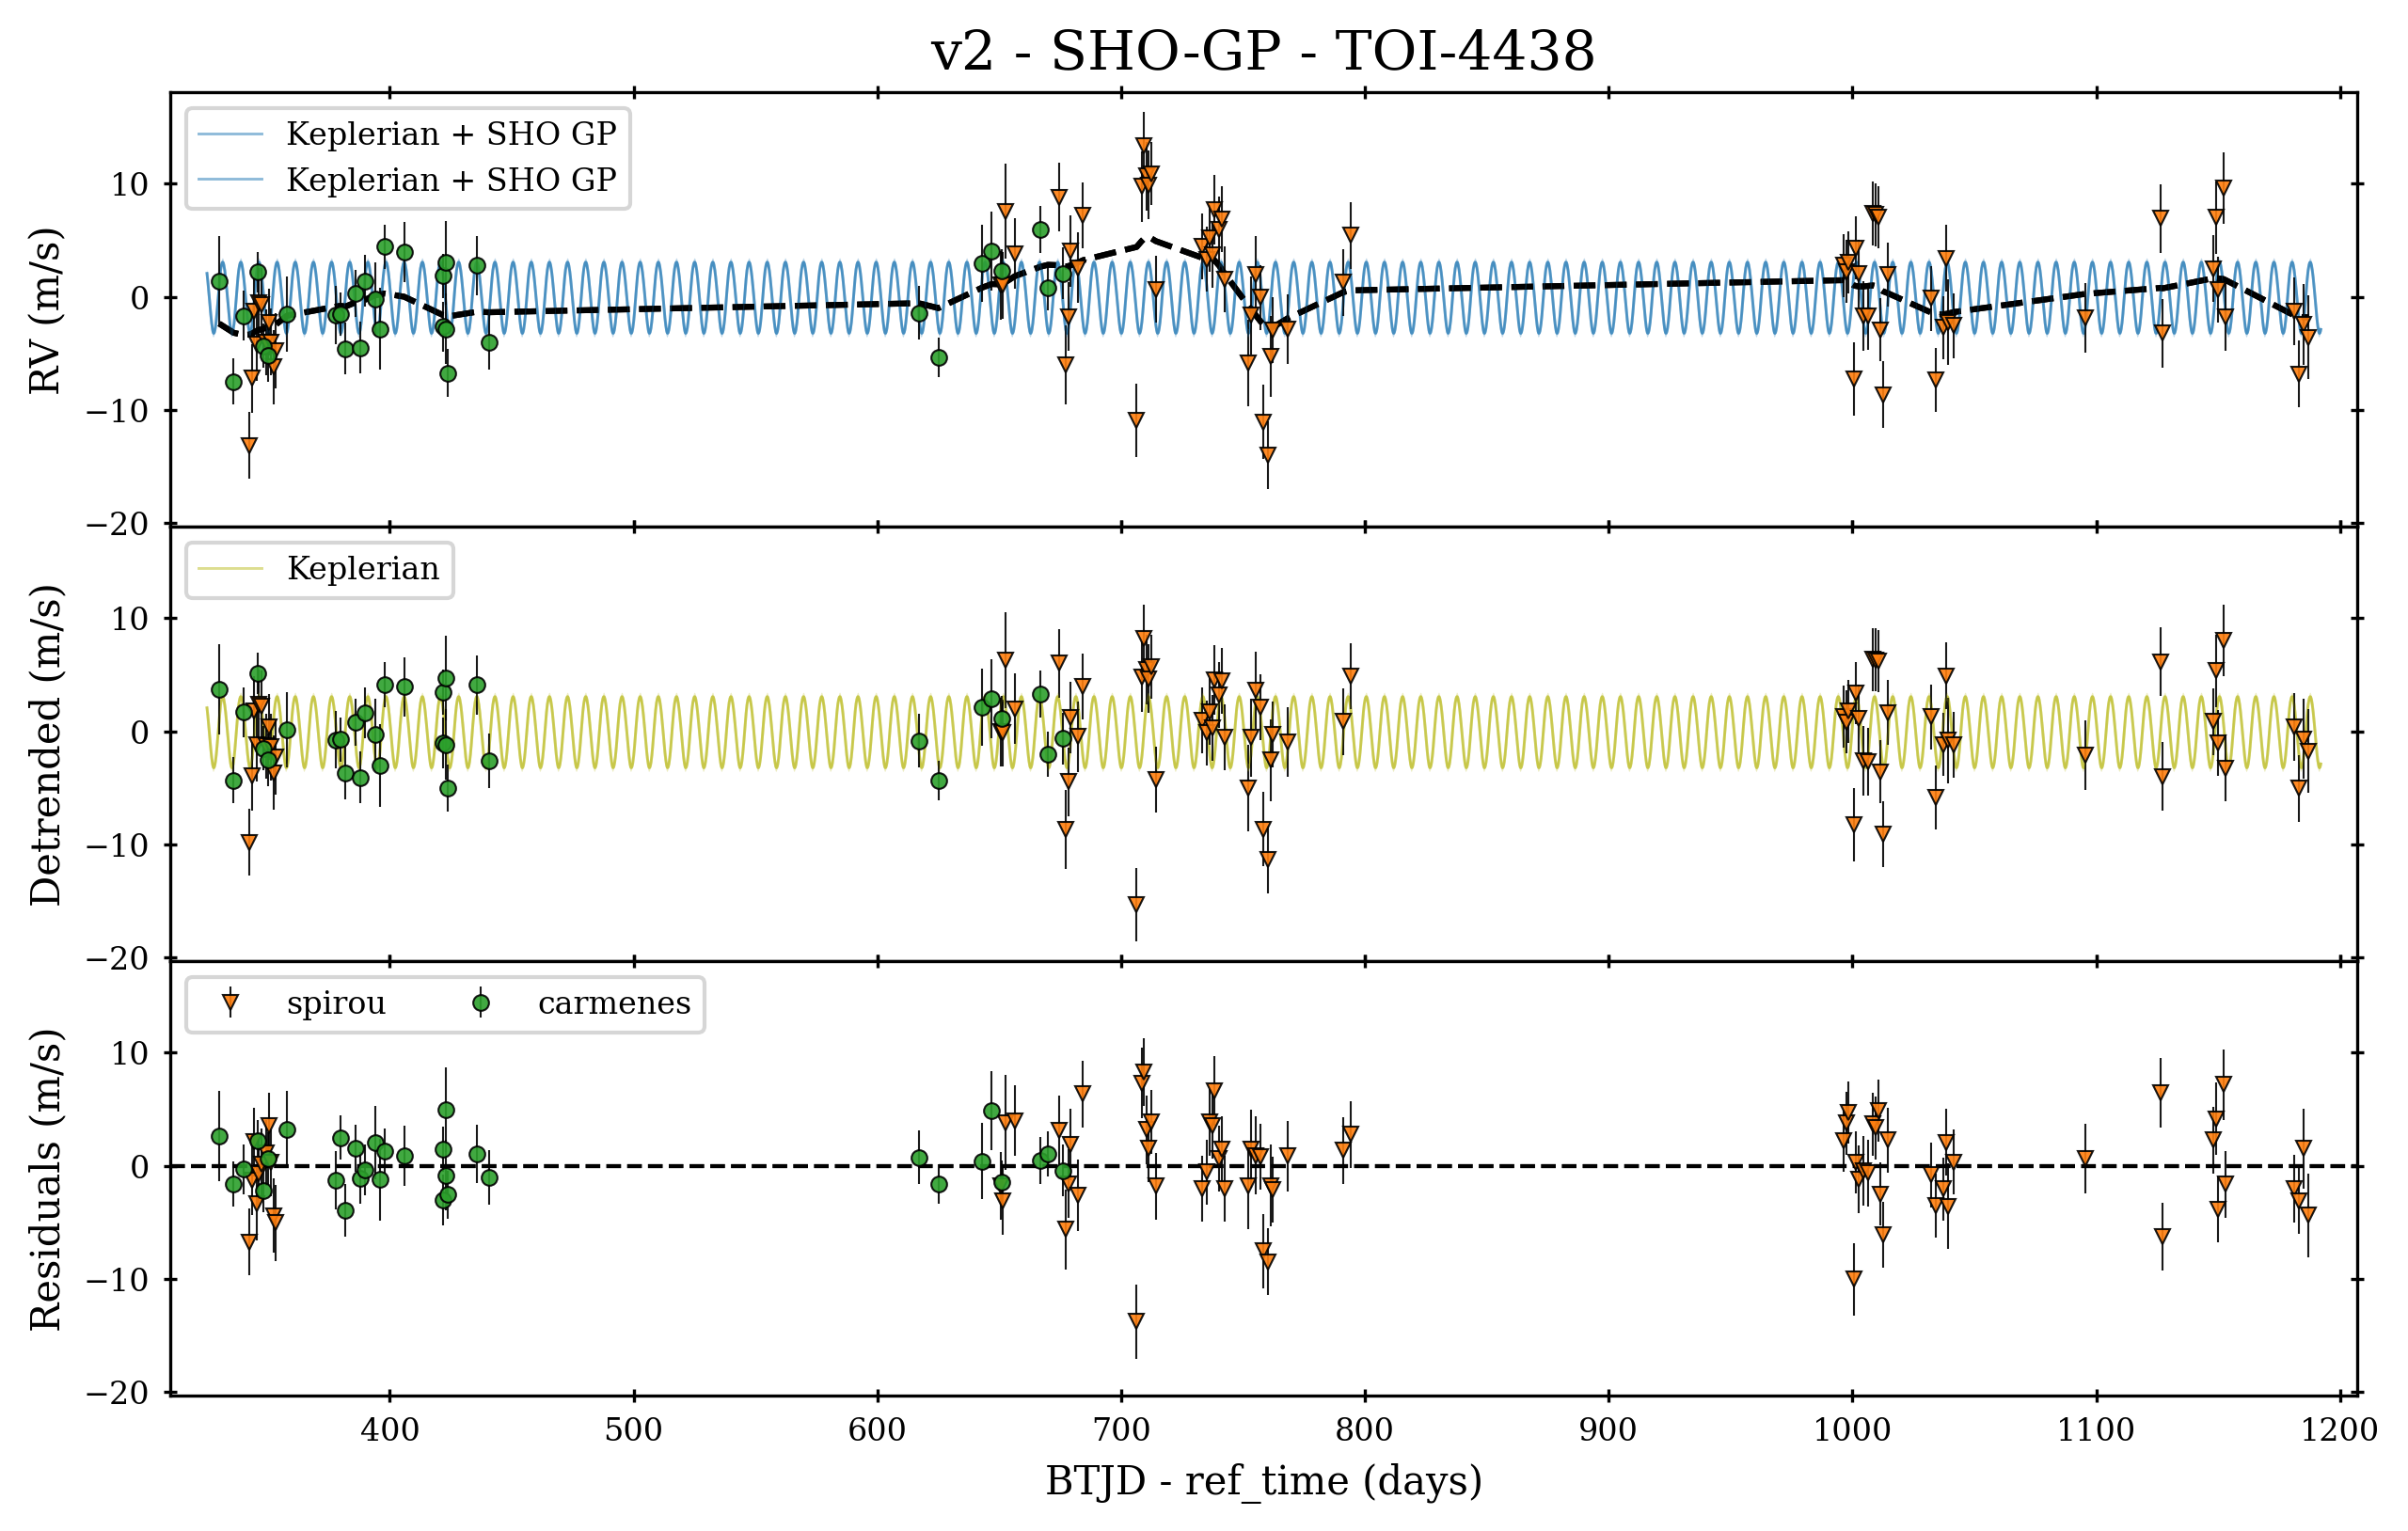 v2 - SHO-GP - TOI-4438
Keplerian + SHO GP
Keplerian + SHO GP
10
0
−10
−20
RV (m/s)
Keplerian
10
0
−10
−20
Detrended (m/s)
spirou carmenes
10
0
−10
−20
Residuals (m/s)
400 500 600 700 800 900 1000 1100 1200
BTJD - ref_time (days)